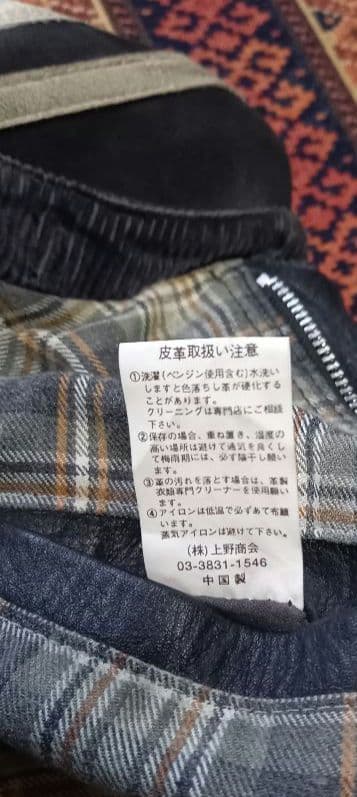 皮革取扱い注意
①洗濯(ベンジン使用含む)水洗い
しますと色落ちし革が硬化する
ことがあります。
クリーニングは専門店にご相談
下さい。
②保存の場合、重ね置き、湿度の
高い場所は避けて通気を良くし
て梅雨期には、必ず陰干し願い
ます。
③革の汚れを落とす場合は、革製
衣類専門クリーナーを使用願い
ます。
④アイロンは低温で必ずあて布願
います。
蒸気アイロンは避けて下さい。
(株)上野商会
03-3831-1546
中国製